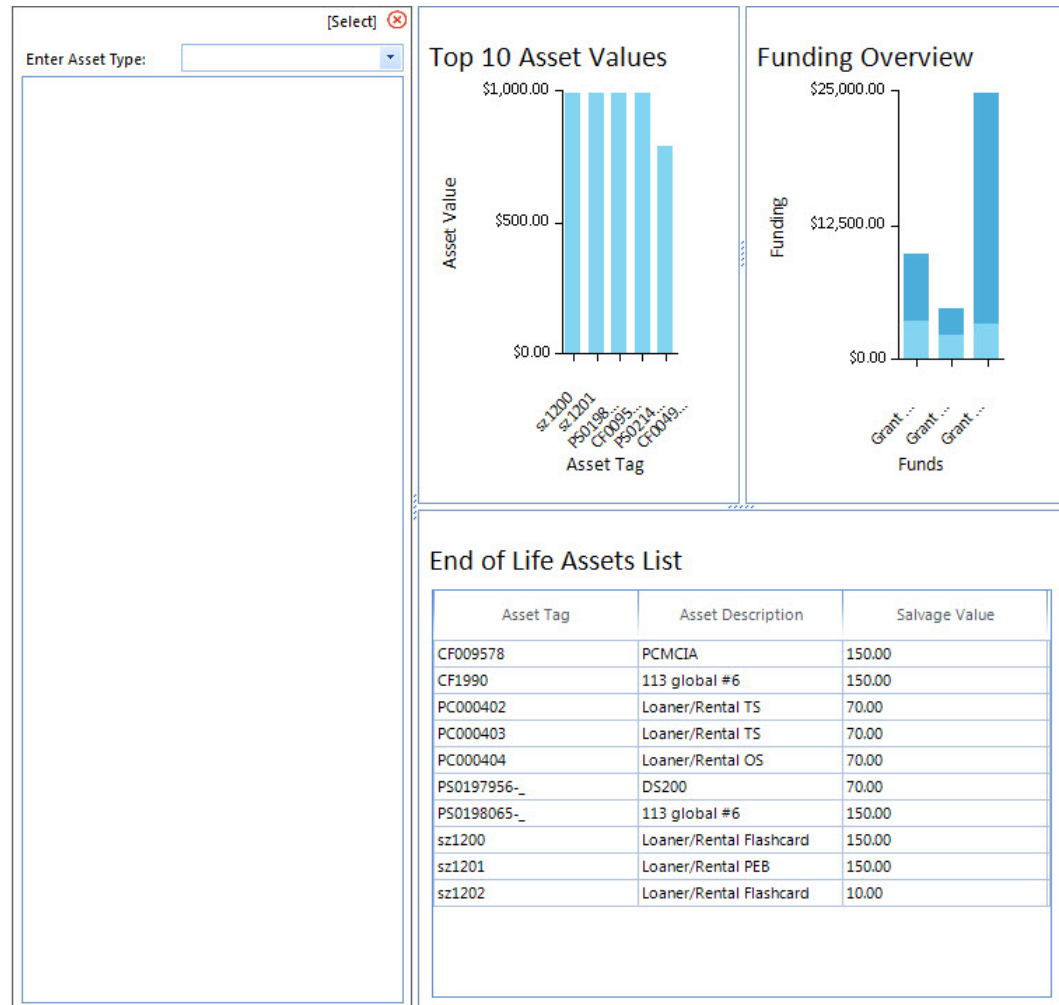 [Select]
Enter Asset Type:
Top 10 Asset Values
$1,000.00
$500.00
$0.00
Asset Value
sz1200
sz1201
PS0198...
CF0095...
PS0214...
CF0049...
Asset Tag
Funding Overview
$25,000.00
$12,500.00
$0.00
Funding
Grant ...
Grant ...
Grant ...
Funds
End of Life Assets List
Asset Tag Asset Description Salvage Value
CF009578 PCMCIA 150.00
CF1990 113 global #6 150.00
PC000402 Loaner/Rental TS 70.00
PC000403 Loaner/Rental TS 70.00
PC000404 Loaner/Rental OS 70.00
PS0197956-_ DS200 70.00
PS0198065-_ 113 global #6 150.00
sz1200 Loaner/Rental Flashcard 150.00
sz1201 Loaner/Rental PEB 150.00
sz1202 Loaner/Rental Flashcard 10.00